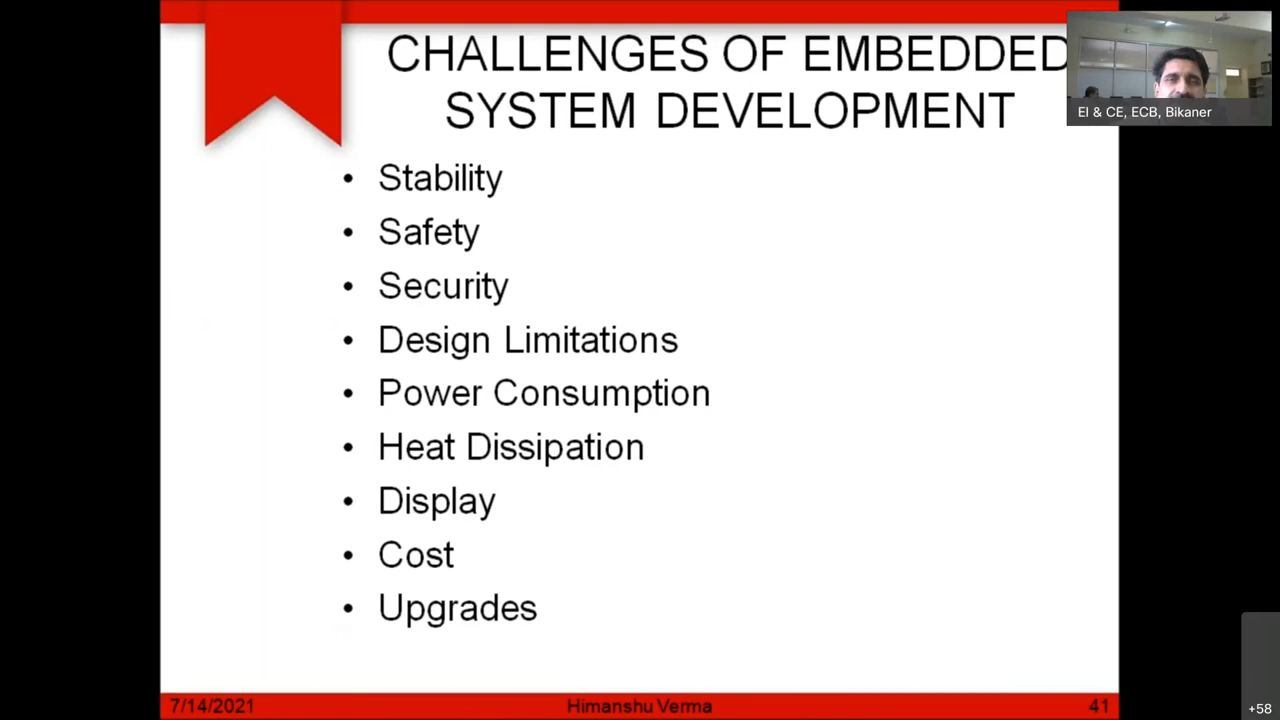 CHALLENGES OF EMBEDDED
SYSTEM DEVELOPMENT
EI & CE, ECB, Bikaner
• Stability
• Safety
• Security
• Design Limitations
• Power Consumption
• Heat Dissipation
• Display
• Cost
• Upgrades
7/14/2021
Himanshu Verma
41
+58